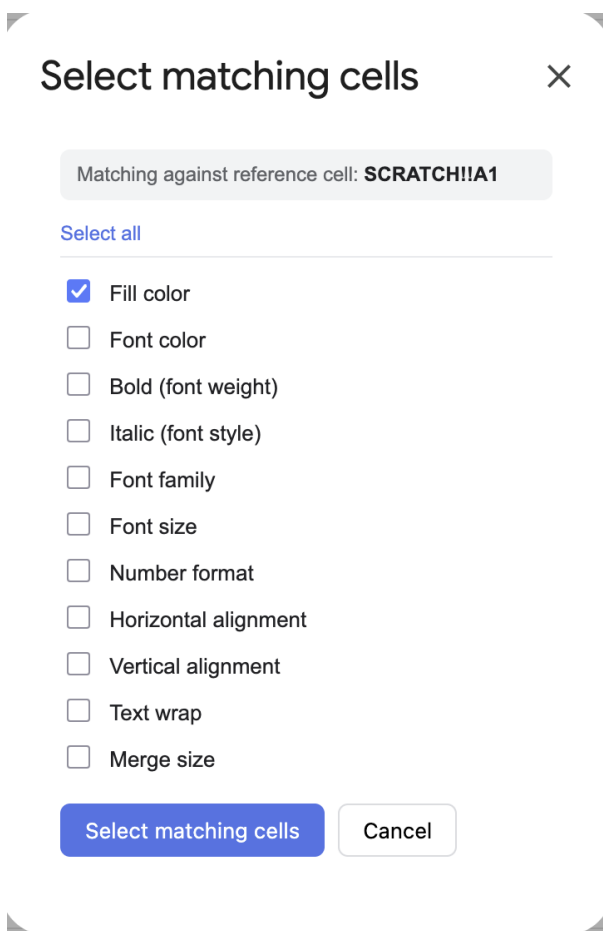 Select matching cells
Matching against reference cell: SCRATCH!!A1
Select all
Fill color
Font color
Bold (font weight)
Italic (font style)
Font family
Font size
Number format
Horizontal alignment
Vertical alignment
Text wrap
Merge size
Select matching cells Cancel